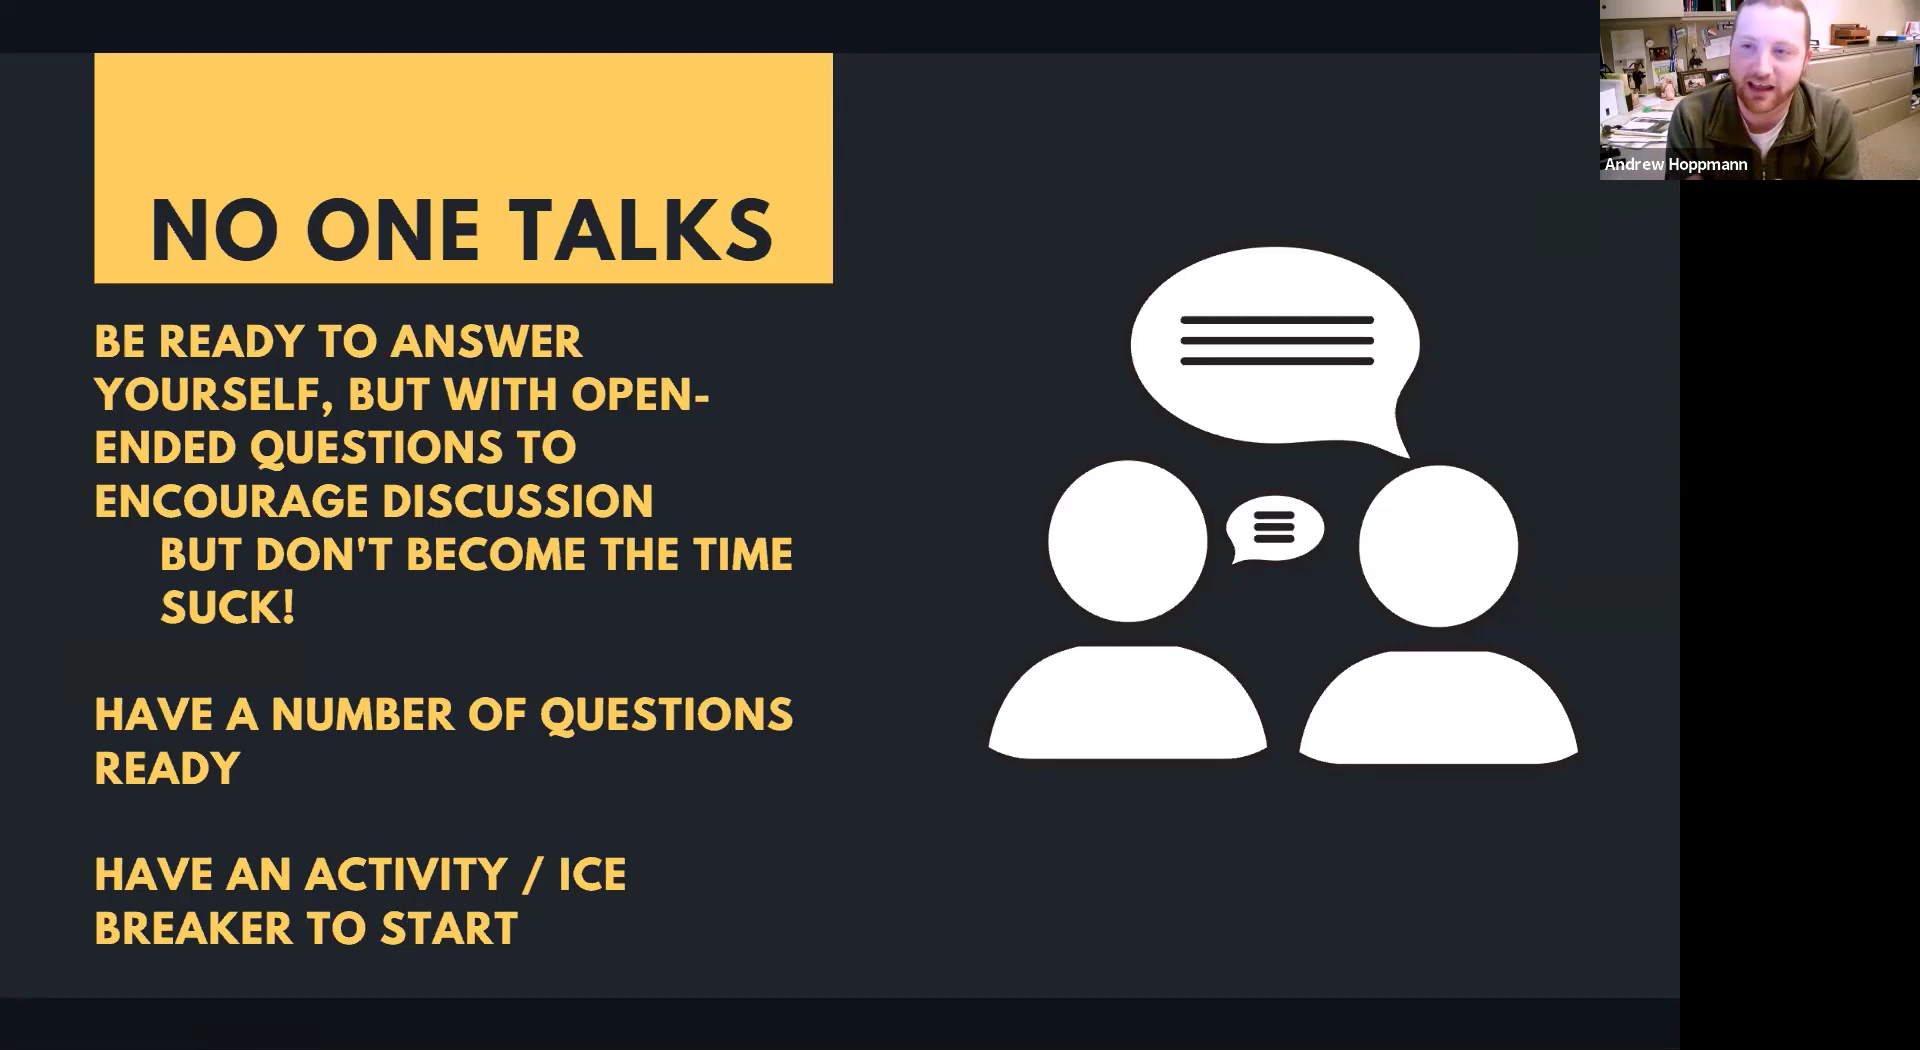 NO ONE TALKS
BE READY TO ANSWER
YOURSELF, BUT WITH OPEN-
ENDED QUESTIONS TO
ENCOURAGE DISCUSSION
BUT DON'T BECOME THE TIME
SUCK!
HAVE A NUMBER OF QUESTIONS
READY
HAVE AN ACTIVITY / ICE
BREAKER TO START
Andrew Hoppmann